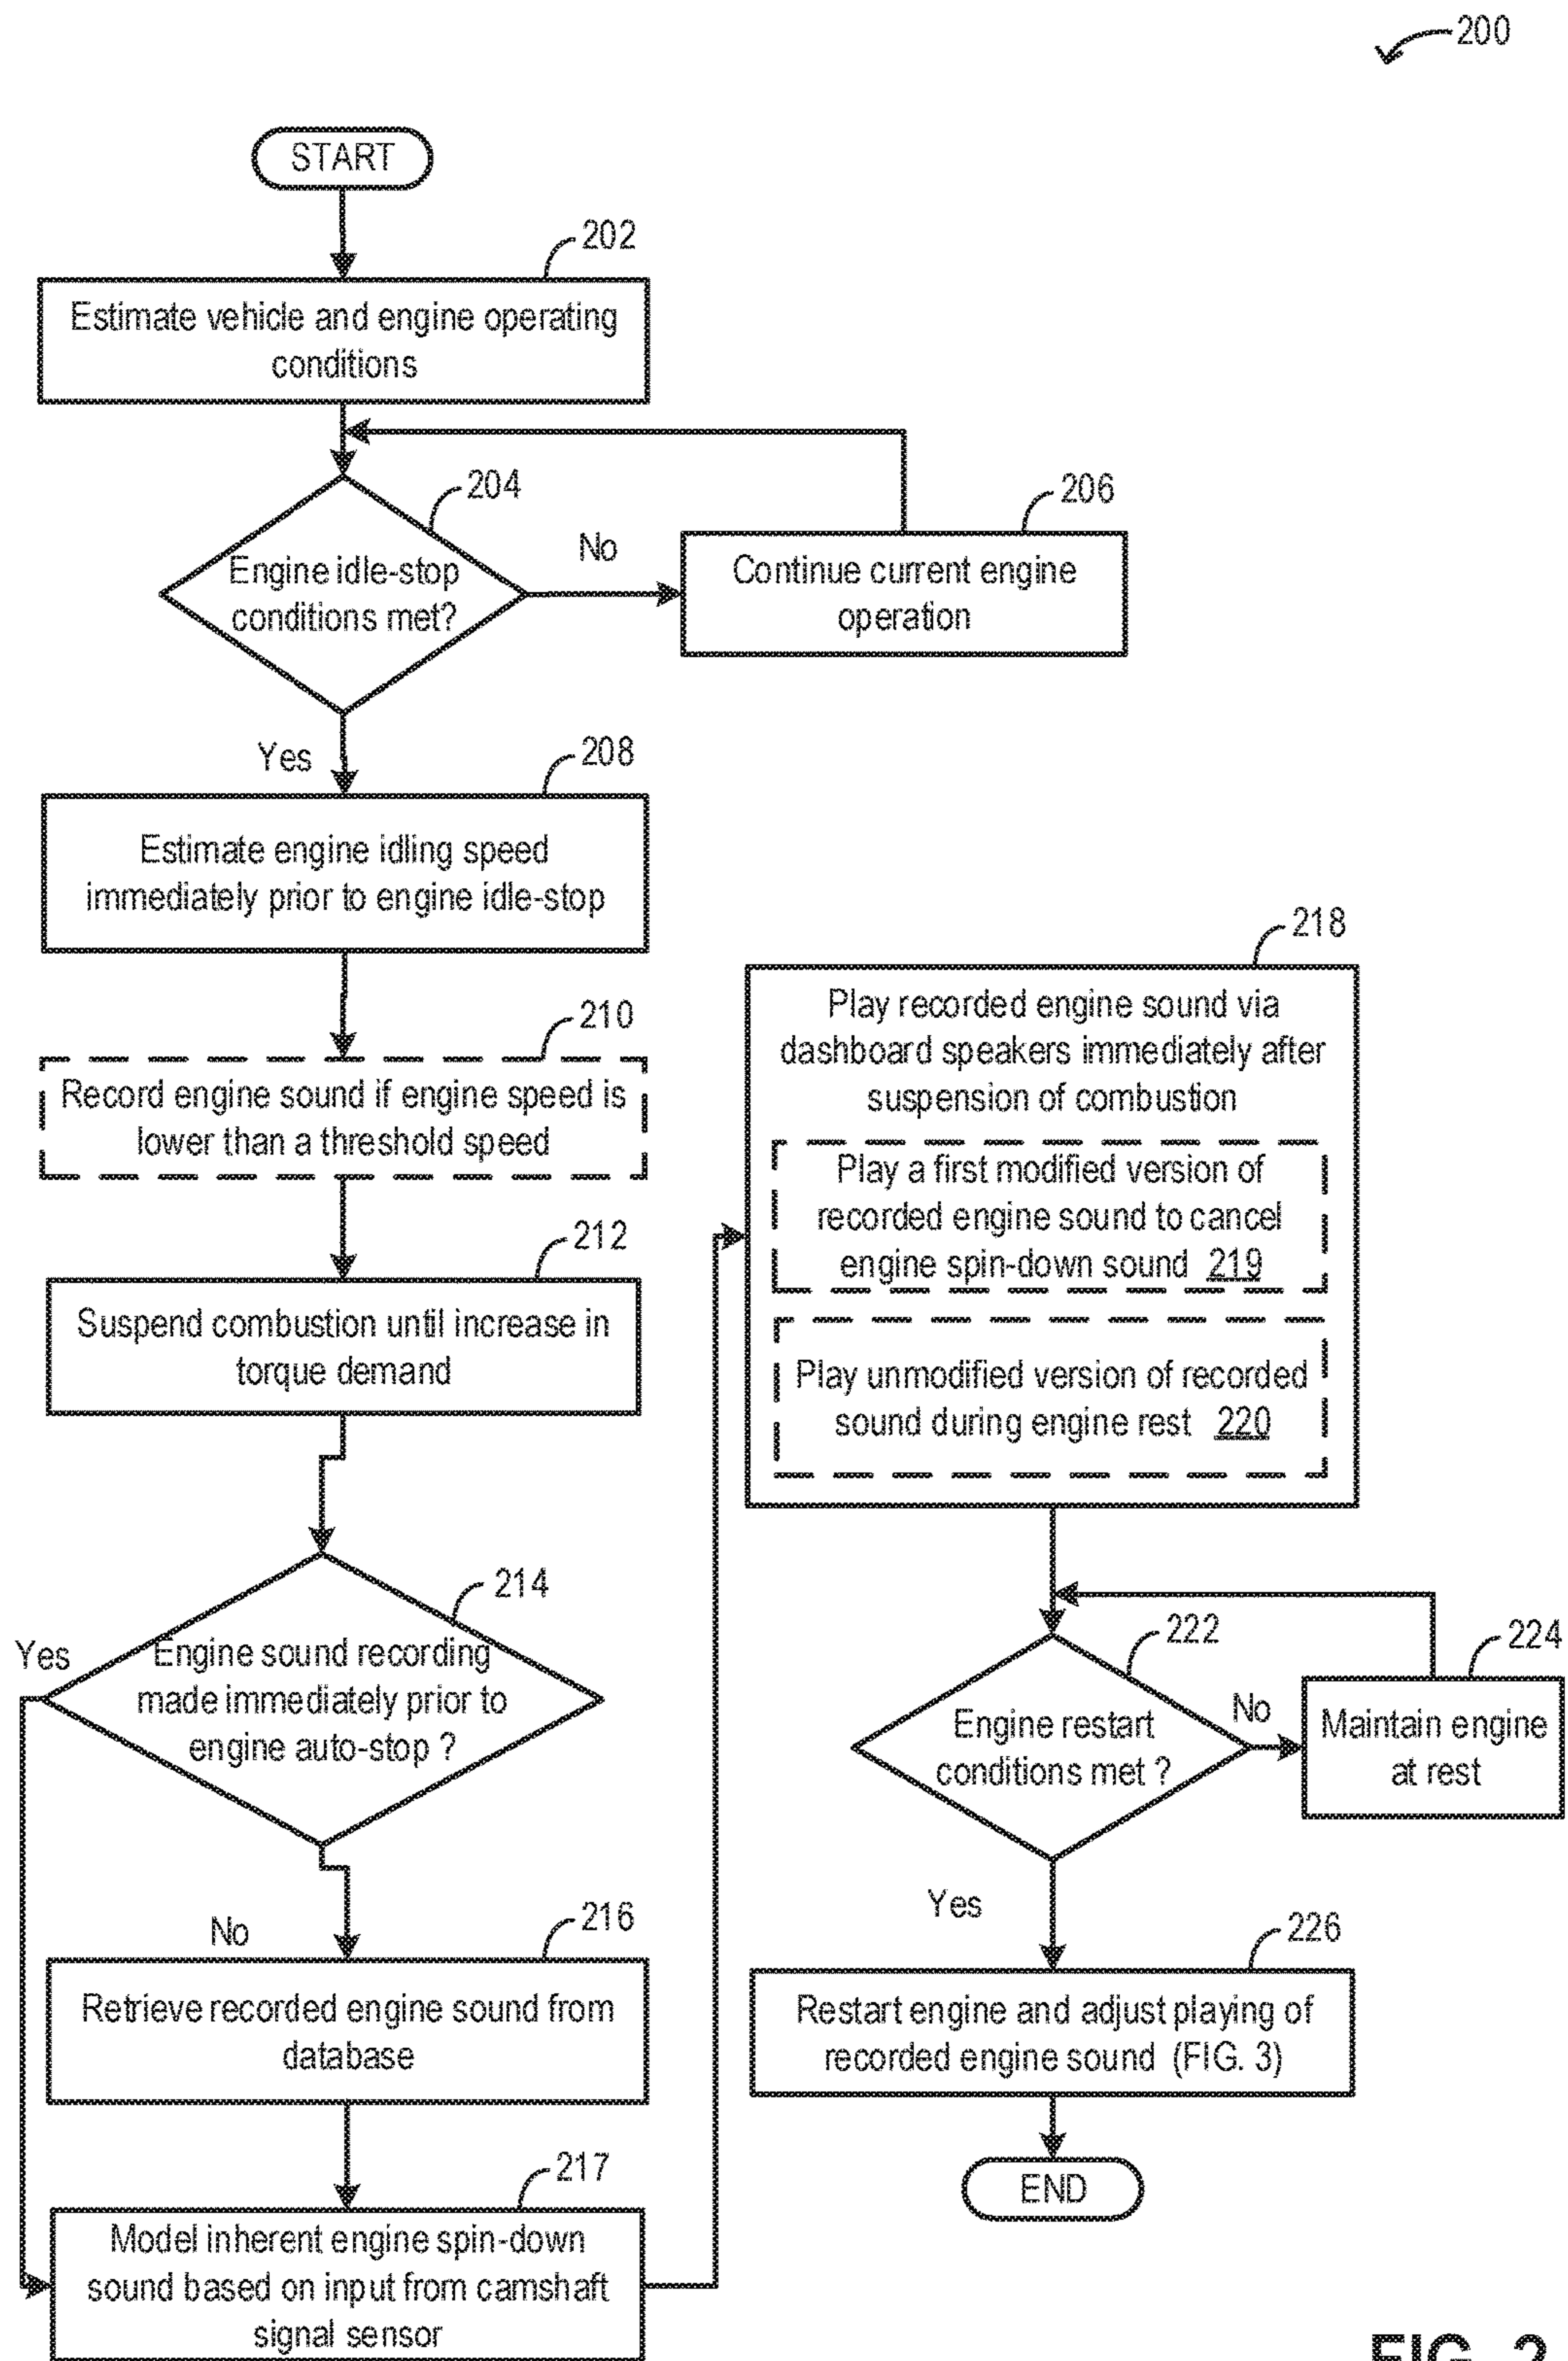 200
START
202
Estimate vehicle and engine operating
conditions
204
Engine idle-stop
conditions met?
No
206
Continue current engine
operation
Yes
208
Estimate engine idling speed
immediately prior to engine idle-stop
210
Record engine sound if engine speed is
lower than a threshold speed
212
Suspend combustion until increase in
torque demand
214
Yes
Engine sound recording
made immediately prior to
engine auto-stop ?
No
216
Retrieve recorded engine sound from
database
217
Model inherent engine spin-down
sound based on input from camshaft
signal sensor
218
Play recorded engine sound via
dashboard speakers immediately after
suspension of combustion
Play a first modified version of
recorded engine sound to cancel
engine spin-down sound 219
Play unmodified version of recorded
sound during engine rest 220
222
Engine restart
conditions met ?
No
224
Maintain engine
at rest
Yes
226
Restart engine and adjust playing of
recorded engine sound (FIG. 3)
END
FIG. 2